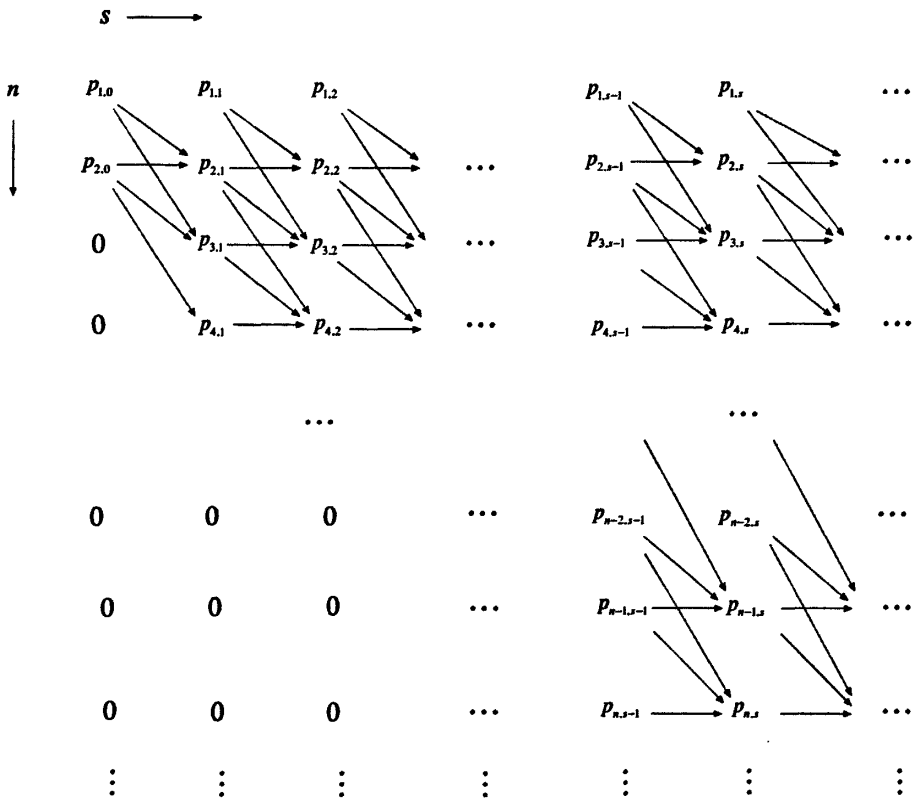 s
n p₁.₀ p₁.₁ p₁.₂ p₁.ₛ₋₁ p₁.ₛ ...
p₂.₀ p₂.₁ p₂.₂ ... p₂.ₛ₋₁ p₂.ₛ ...
0 p₃.₁ p₃.₂ ... p₃.ₛ₋₁ p₃.ₛ ...
0 p₄.₁ p₄.₂ ... p₄.ₛ₋₁ p₄.ₛ ...
... ...
0 0 0 ... pₙ₋₂.ₛ₋₁ pₙ₋₂.ₛ ...
0 0 0 ... pₙ₋₁.ₛ₋₁ pₙ₋₁.ₛ ...
0 0 0 ... pₙ.ₛ₋₁ pₙ.ₛ ...
⋮ ⋮ ⋮ ⋮ ⋮ ⋮ ⋮